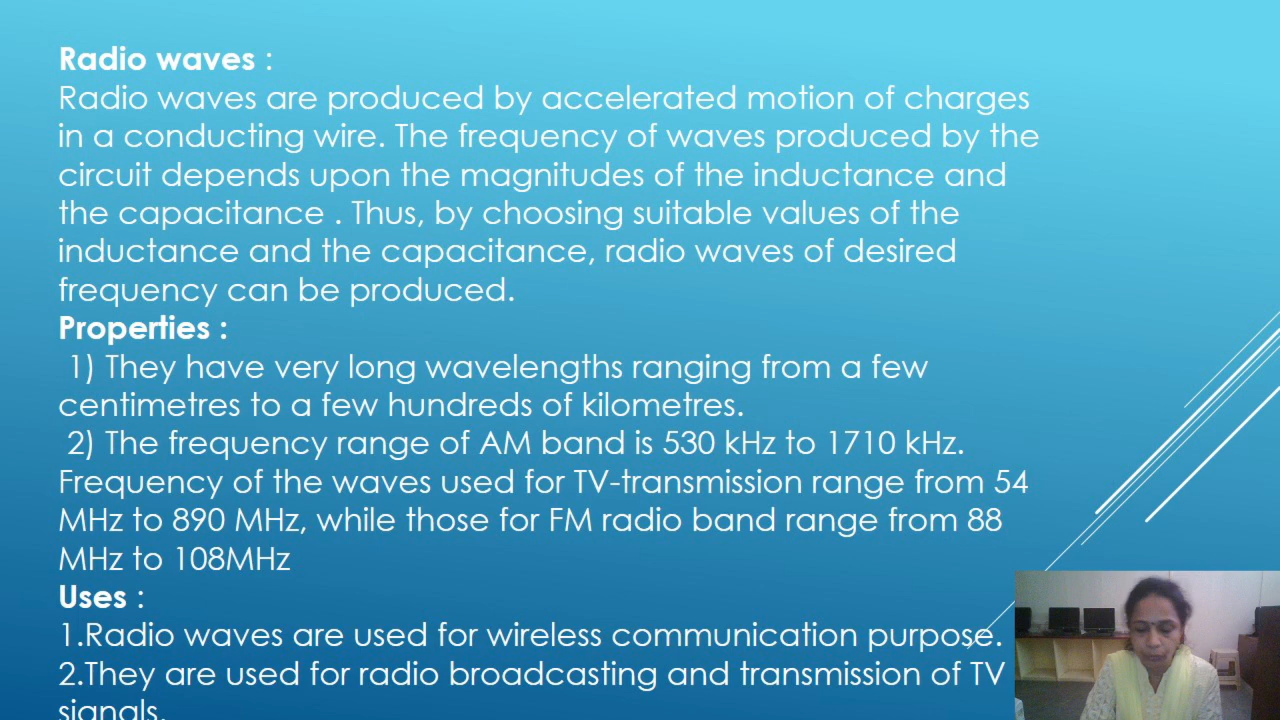 Radio waves :
Radio waves are produced by accelerated motion of charges
in a conducting wire. The frequency of waves produced by the
circuit depends upon the magnitudes of the inductance and
the capacitance . Thus, by choosing suitable values of the
inductance and the capacitance, radio waves of desired
frequency can be produced.
Properties :
1) They have very long wavelengths ranging from a few
centimetres to a few hundreds of kilometres.
2) The frequency range of AM band is 530 kHz to 1710 kHz.
Frequency of the waves used for TV-transmission range from 54
MHz to 890 MHz, while those for FM radio band range from 88
MHz to 108MHz
Uses :
1.Radio waves are used for wireless communication purpose.
2.They are used for radio broadcasting and transmission of TV
signals.